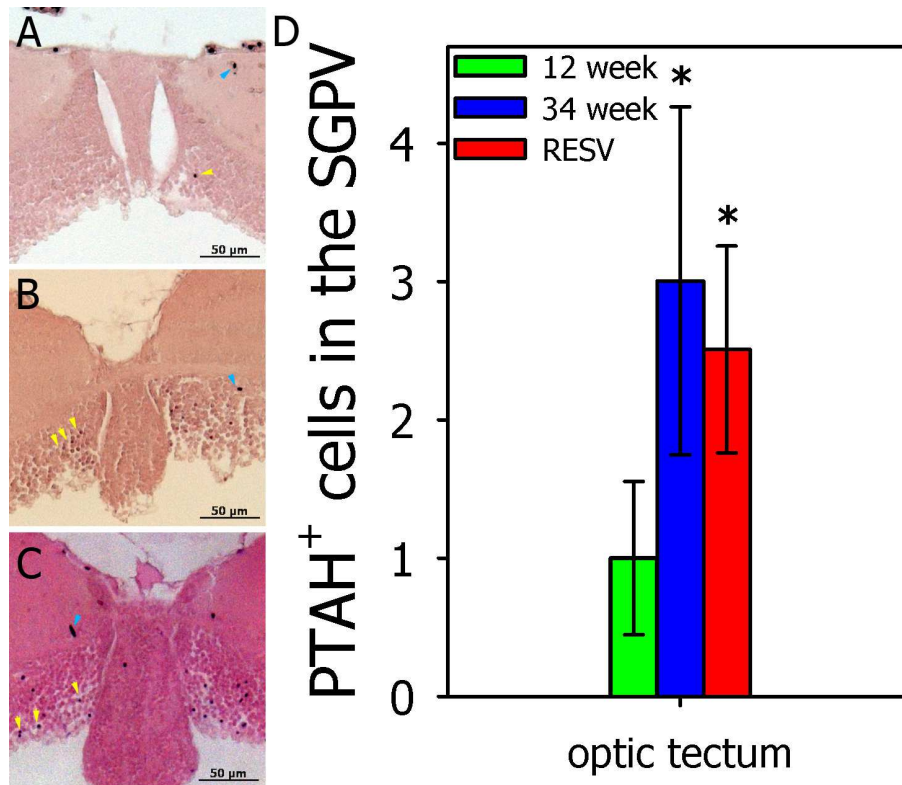 A
50 µm
B
50 µm
C
50 µm
D
PTAH⁺ cells in the SGPV
12 week
34 week
RESV
*
*
4
3
2
1
0
optic tectum